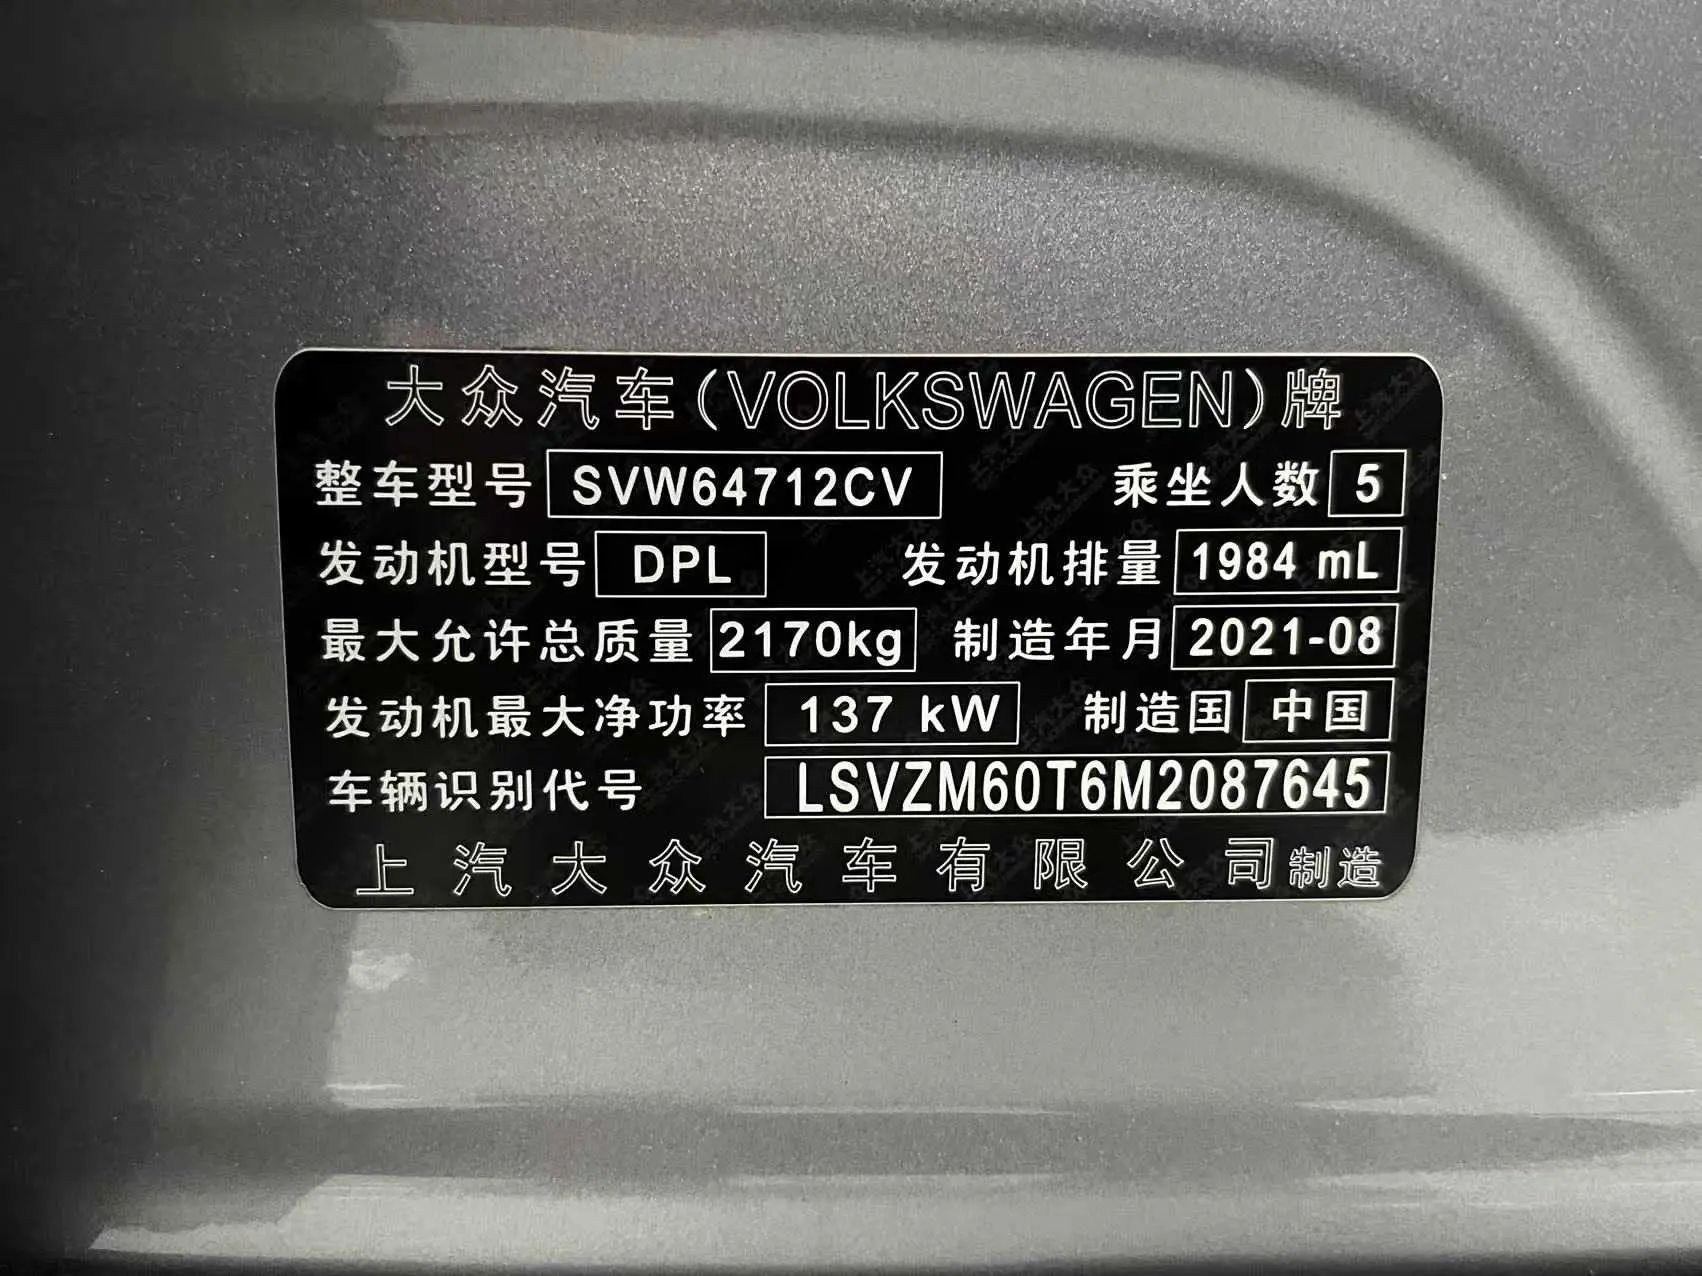 大众汽车(VOLKSWAGEN)牌
整车型号 SVW64712CV 乘坐人数 5
发动机型号 DPL 发动机排量 1984 mL
最大允许总质量 2170kg 制造年月 2021-08
发动机最大净功率 137 kW 制造国 中国
车辆识别代号 LSVZM60T6M2087645
上汽大众汽车有限公司制造